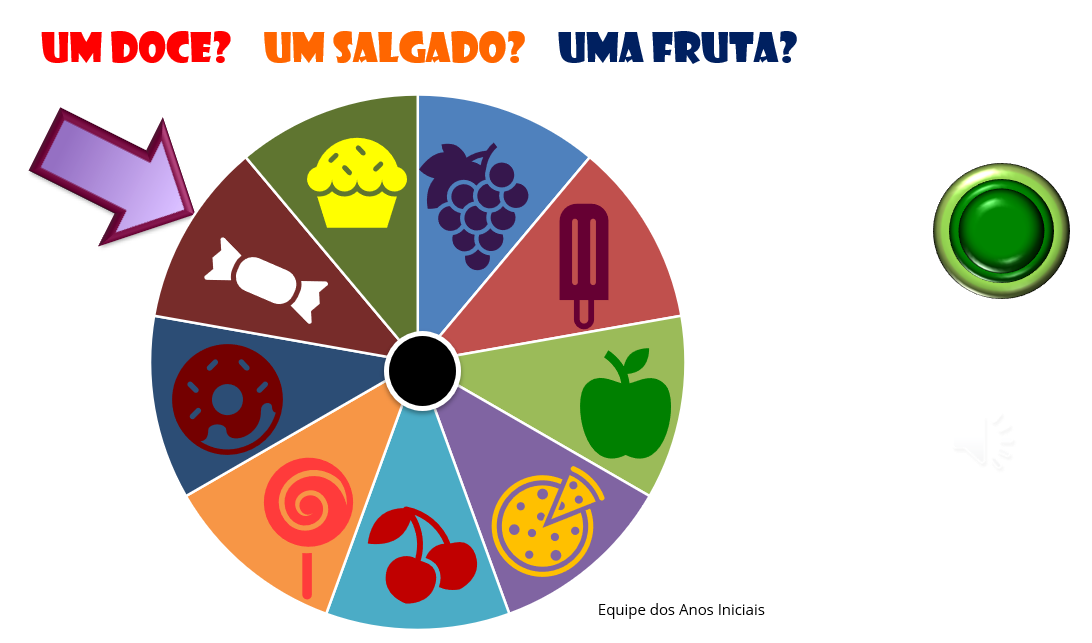 UM DOCE? UM SALGADO? UMA FRUTA?
Equipe dos Anos Iniciais